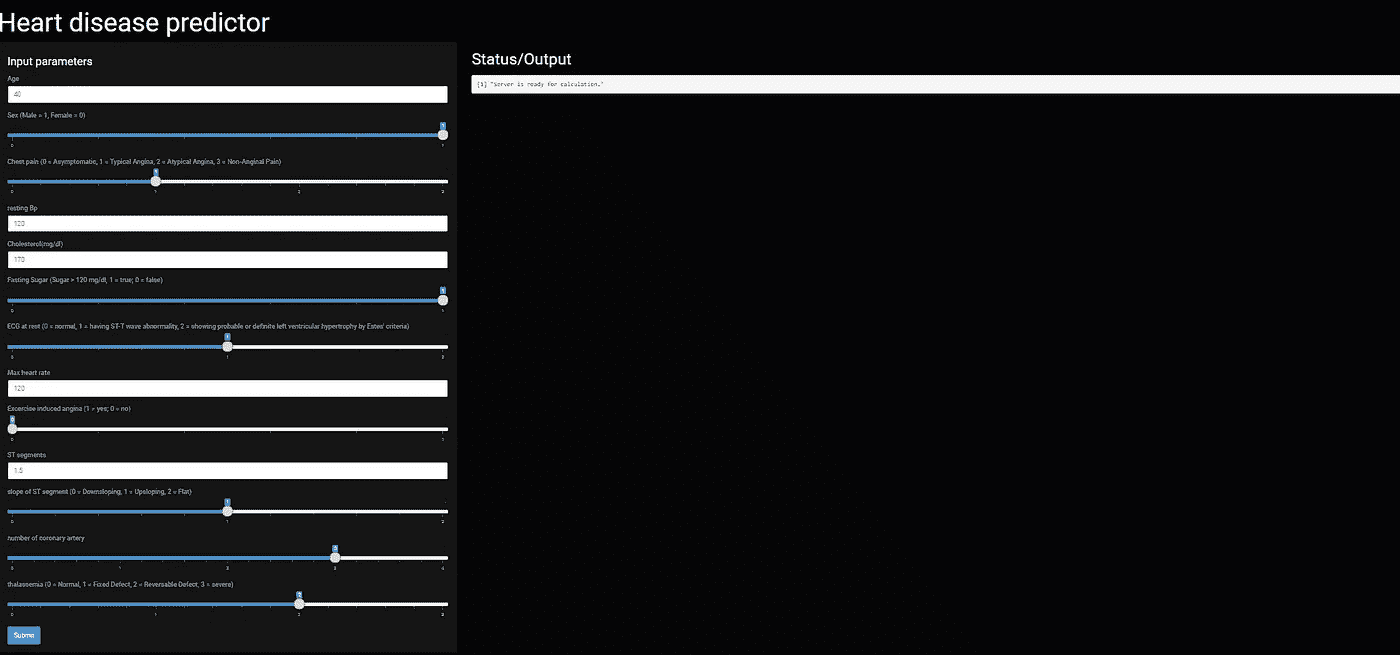 Heart disease predictor
Input parameters
Age
40
Sex (Male = 1, Female = 0)
1
0
1
Chest pain (0 = Asymptomatic, 1 = Typical Angina, 2 = Atypical Angina, 3 = Non-Anginal Pain)
1
0
1
2
3
resting Bp
120
Cholesterol(mg/dl)
170
Fasting Sugar (Sugar > 120 mg/dl, 1 = true; 0 = false)
1
0
1
ECG at rest (0 = normal, 1 = having ST-T wave abnormality, 2 = showing probable or definite left ventricular hypertrophy by Estes' criteria)
1
0
1
2
Max heart rate
120
Excercise induced angina (1 = yes; 0 = no)
0
0
1
ST segments
1.5
slope of ST segment (0 = Downsloping, 1 = Upsloping, 2 = Flat)
1
0
1
2
number of coronary artery
3
0
1
2
3
4
thalassemia (0 = Normal, 1 = Fixed Defect, 2 = Reversable Defect, 3 = severe)
2
0
1
2
3
Submit
Status/Output
[1] "Server is ready for calculation."